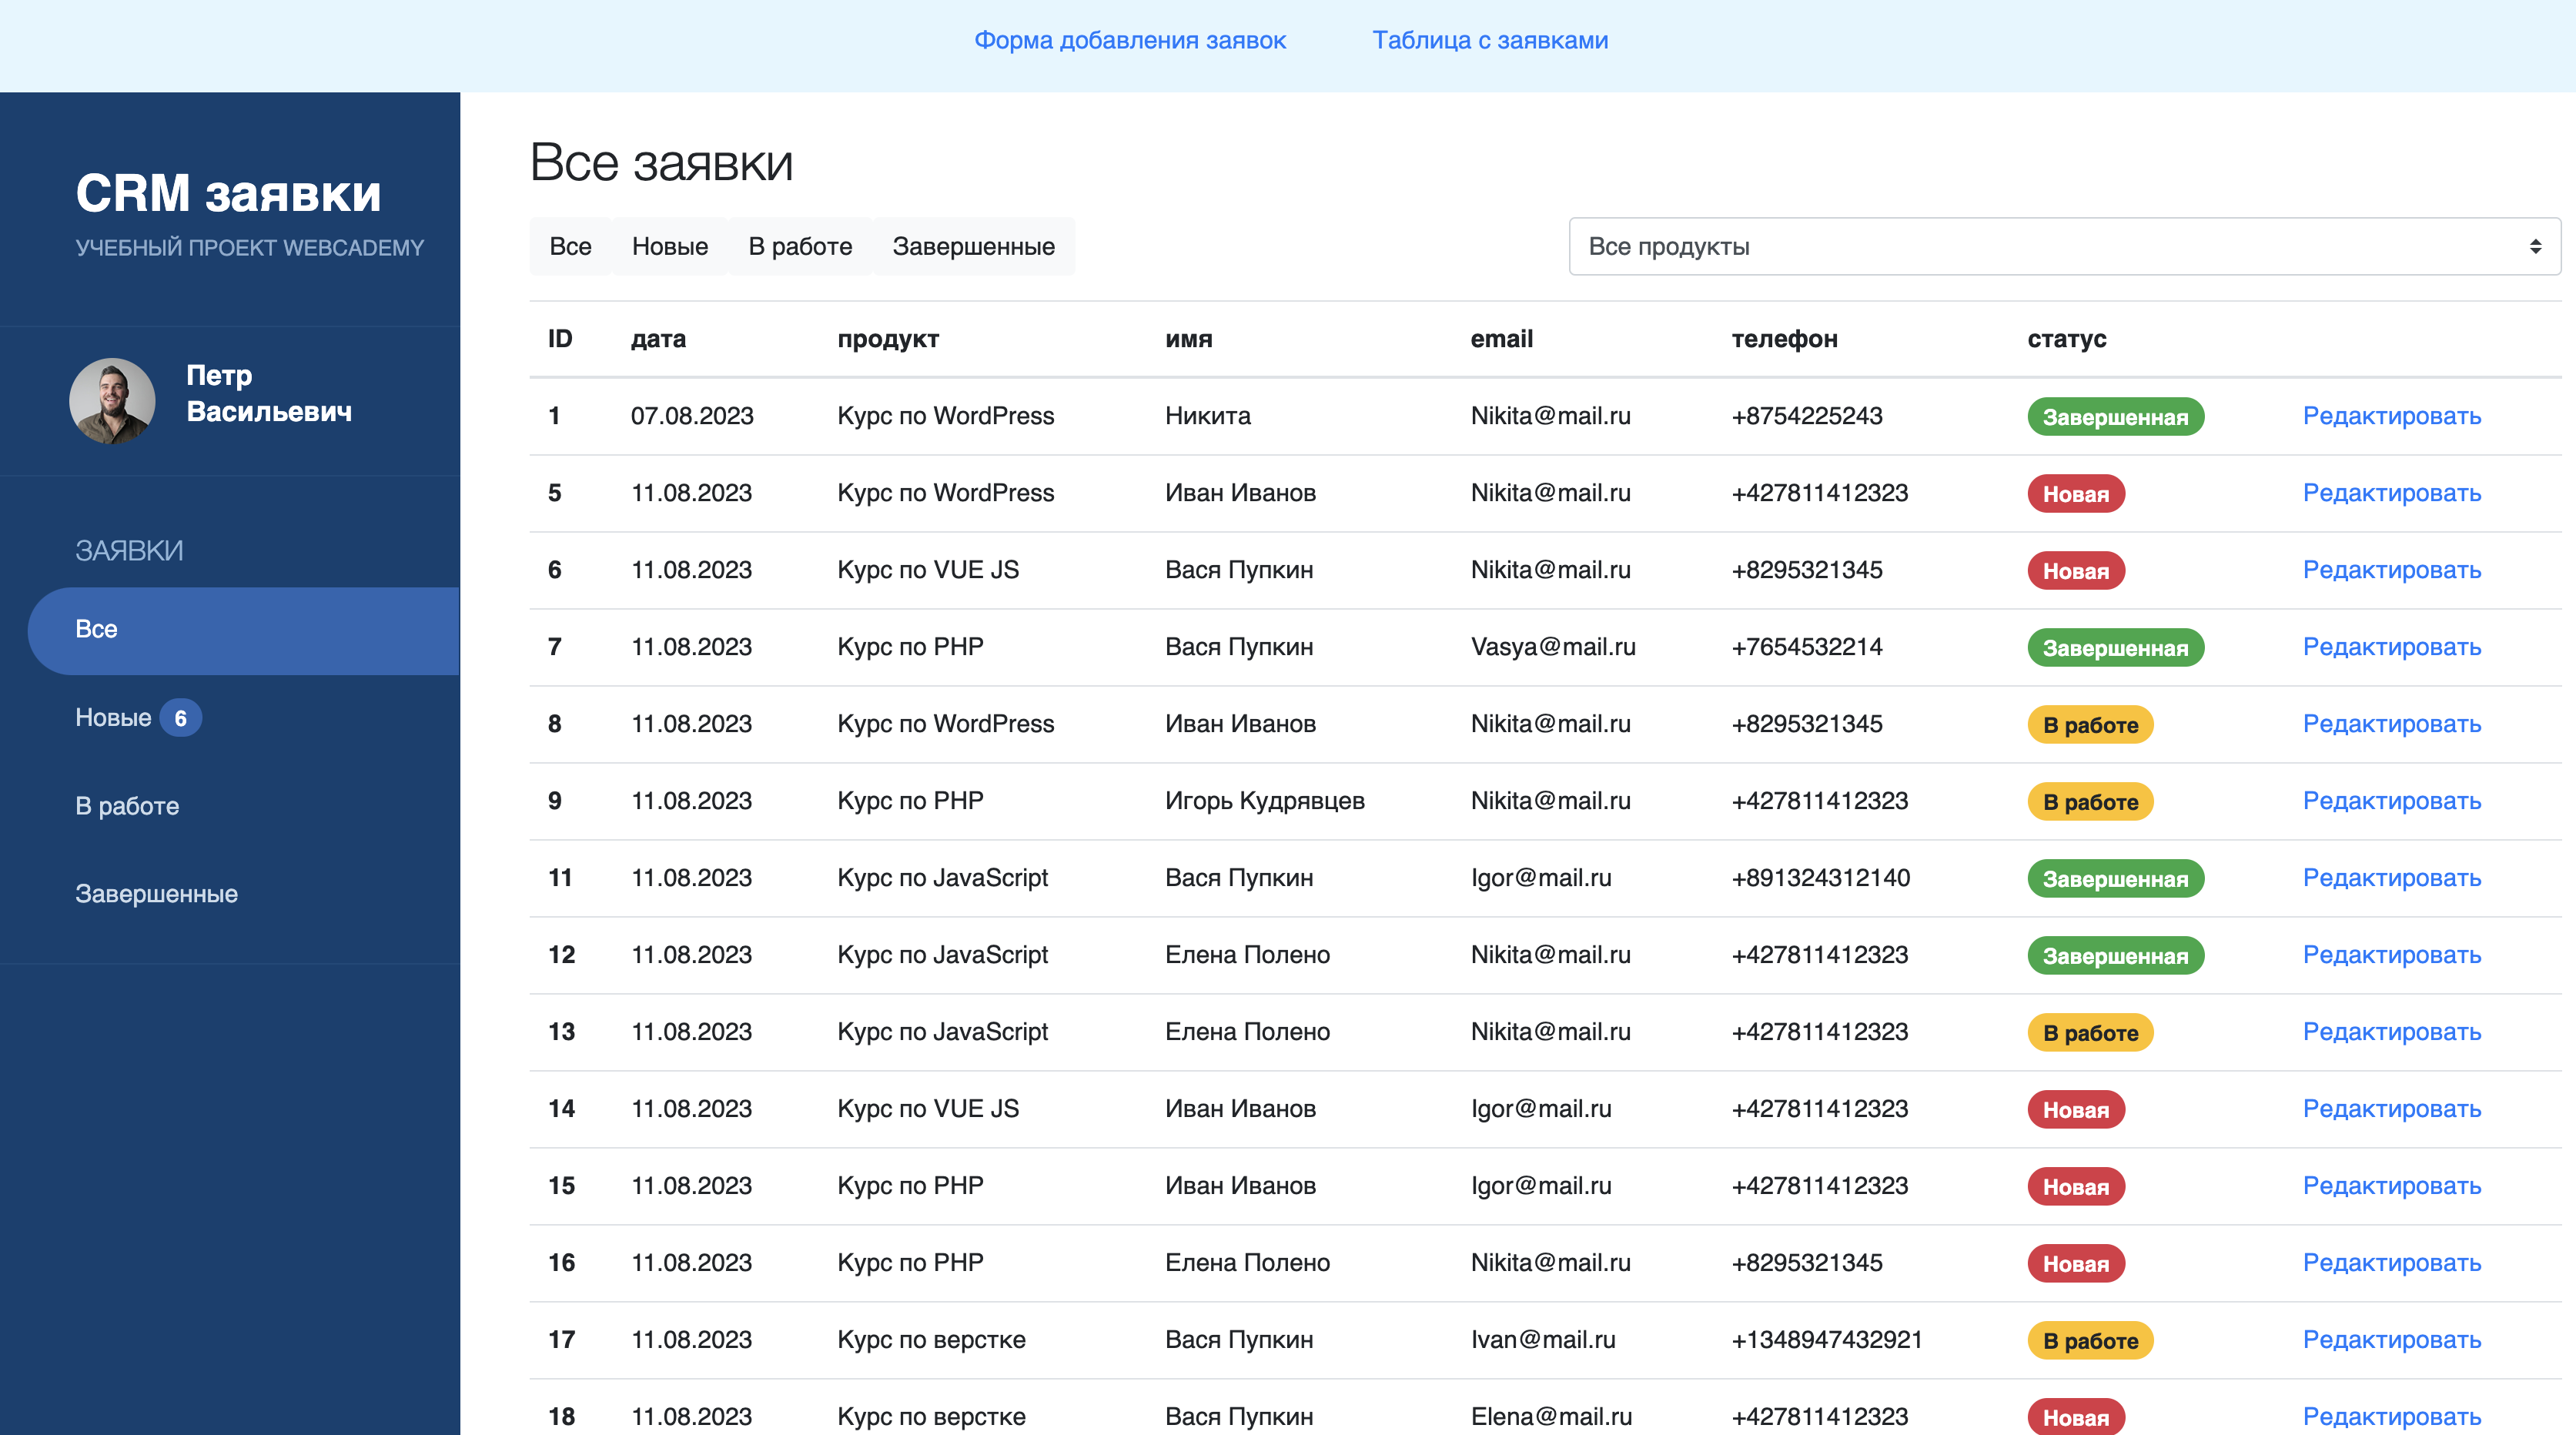 Форма добавления заявок Таблица с заявками
CRM заявки
УЧЕБНЫЙ ПРОЕКТ WEBCADEMY
Петр
Васильевич
ЗАЯВКИ
Все
Новые 6
В работе
Завершенные
Все заявки
Все Новые В работе Завершенные Все продукты
ID дата продукт имя email телефон статус
1 07.08.2023 Курс по WordPress Никита Nikita@mail.ru +8754225243 Завершенная Редактировать
5 11.08.2023 Курс по WordPress Иван Иванов Nikita@mail.ru +427811412323 Новая Редактировать
6 11.08.2023 Курс по VUE JS Вася Пупкин Nikita@mail.ru +8295321345 Новая Редактировать
7 11.08.2023 Курс по PHP Вася Пупкин Vasya@mail.ru +7654532214 Завершенная Редактировать
8 11.08.2023 Курс по WordPress Иван Иванов Nikita@mail.ru +8295321345 В работе Редактировать
9 11.08.2023 Курс по PHP Игорь Кудрявцев Nikita@mail.ru +427811412323 В работе Редактировать
11 11.08.2023 Курс по JavaScript Вася Пупкин Igor@mail.ru +891324312140 Завершенная Редактировать
12 11.08.2023 Курс по JavaScript Елена Полено Nikita@mail.ru +427811412323 Завершенная Редактировать
13 11.08.2023 Курс по JavaScript Елена Полено Nikita@mail.ru +427811412323 В работе Редактировать
14 11.08.2023 Курс по VUE JS Иван Иванов Igor@mail.ru +427811412323 Новая Редактировать
15 11.08.2023 Курс по PHP Иван Иванов Igor@mail.ru +427811412323 Новая Редактировать
16 11.08.2023 Курс по PHP Елена Полено Nikita@mail.ru +8295321345 Новая Редактировать
17 11.08.2023 Курс по верстке Вася Пупкин Ivan@mail.ru +1348947432921 В работе Редактировать
18 11.08.2023 Курс по верстке Вася Пупкин Elena@mail.ru +427811412323 Новая Редактировать